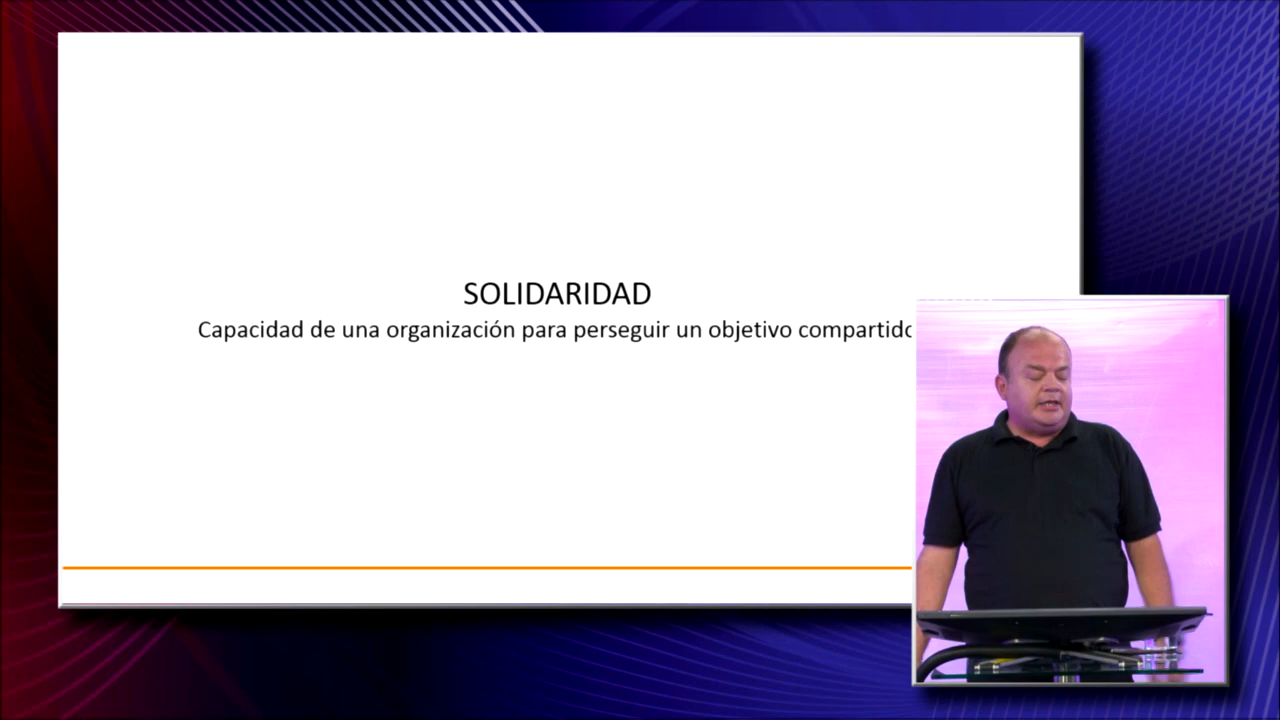 SOLIDARIDAD
Capacidad de una organización para perseguir un objetivo compartido